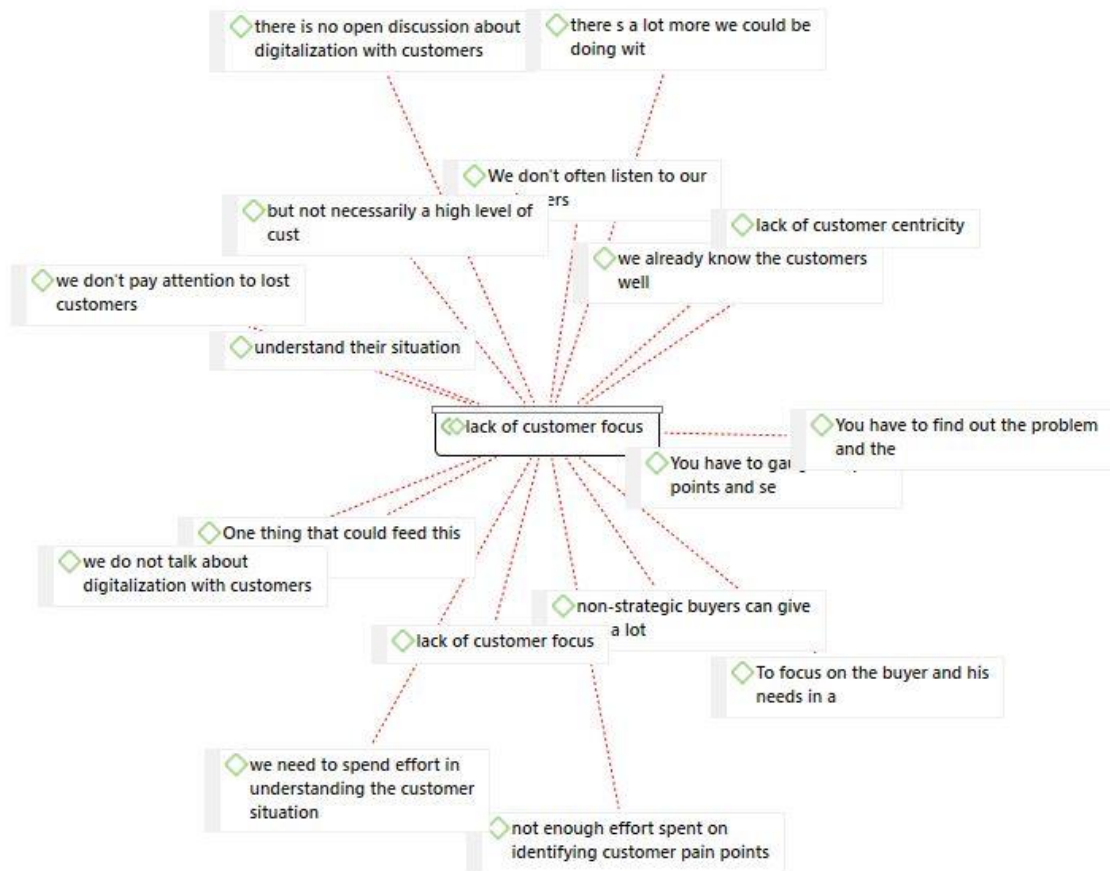 there is no open discussion about
digitalization with customers
there s a lot more we could be
doing wit
We don't often listen to our
but not necessarily a high level of
cust
lack of customer centricity
we already know the customers
well
we don't pay attention to lost
customers
understand their situation
lack of customer focus
You have to find out the problem
and the
You have to
points and se
One thing that could feed this
we do not talk about
digitalization with customers
non-strategic buyers can give
a lot
lack of customer focus
To focus on the buyer and his
needs in a
we need to spend effort in
understanding the customer
situation
not enough effort spent on
identifying customer pain points